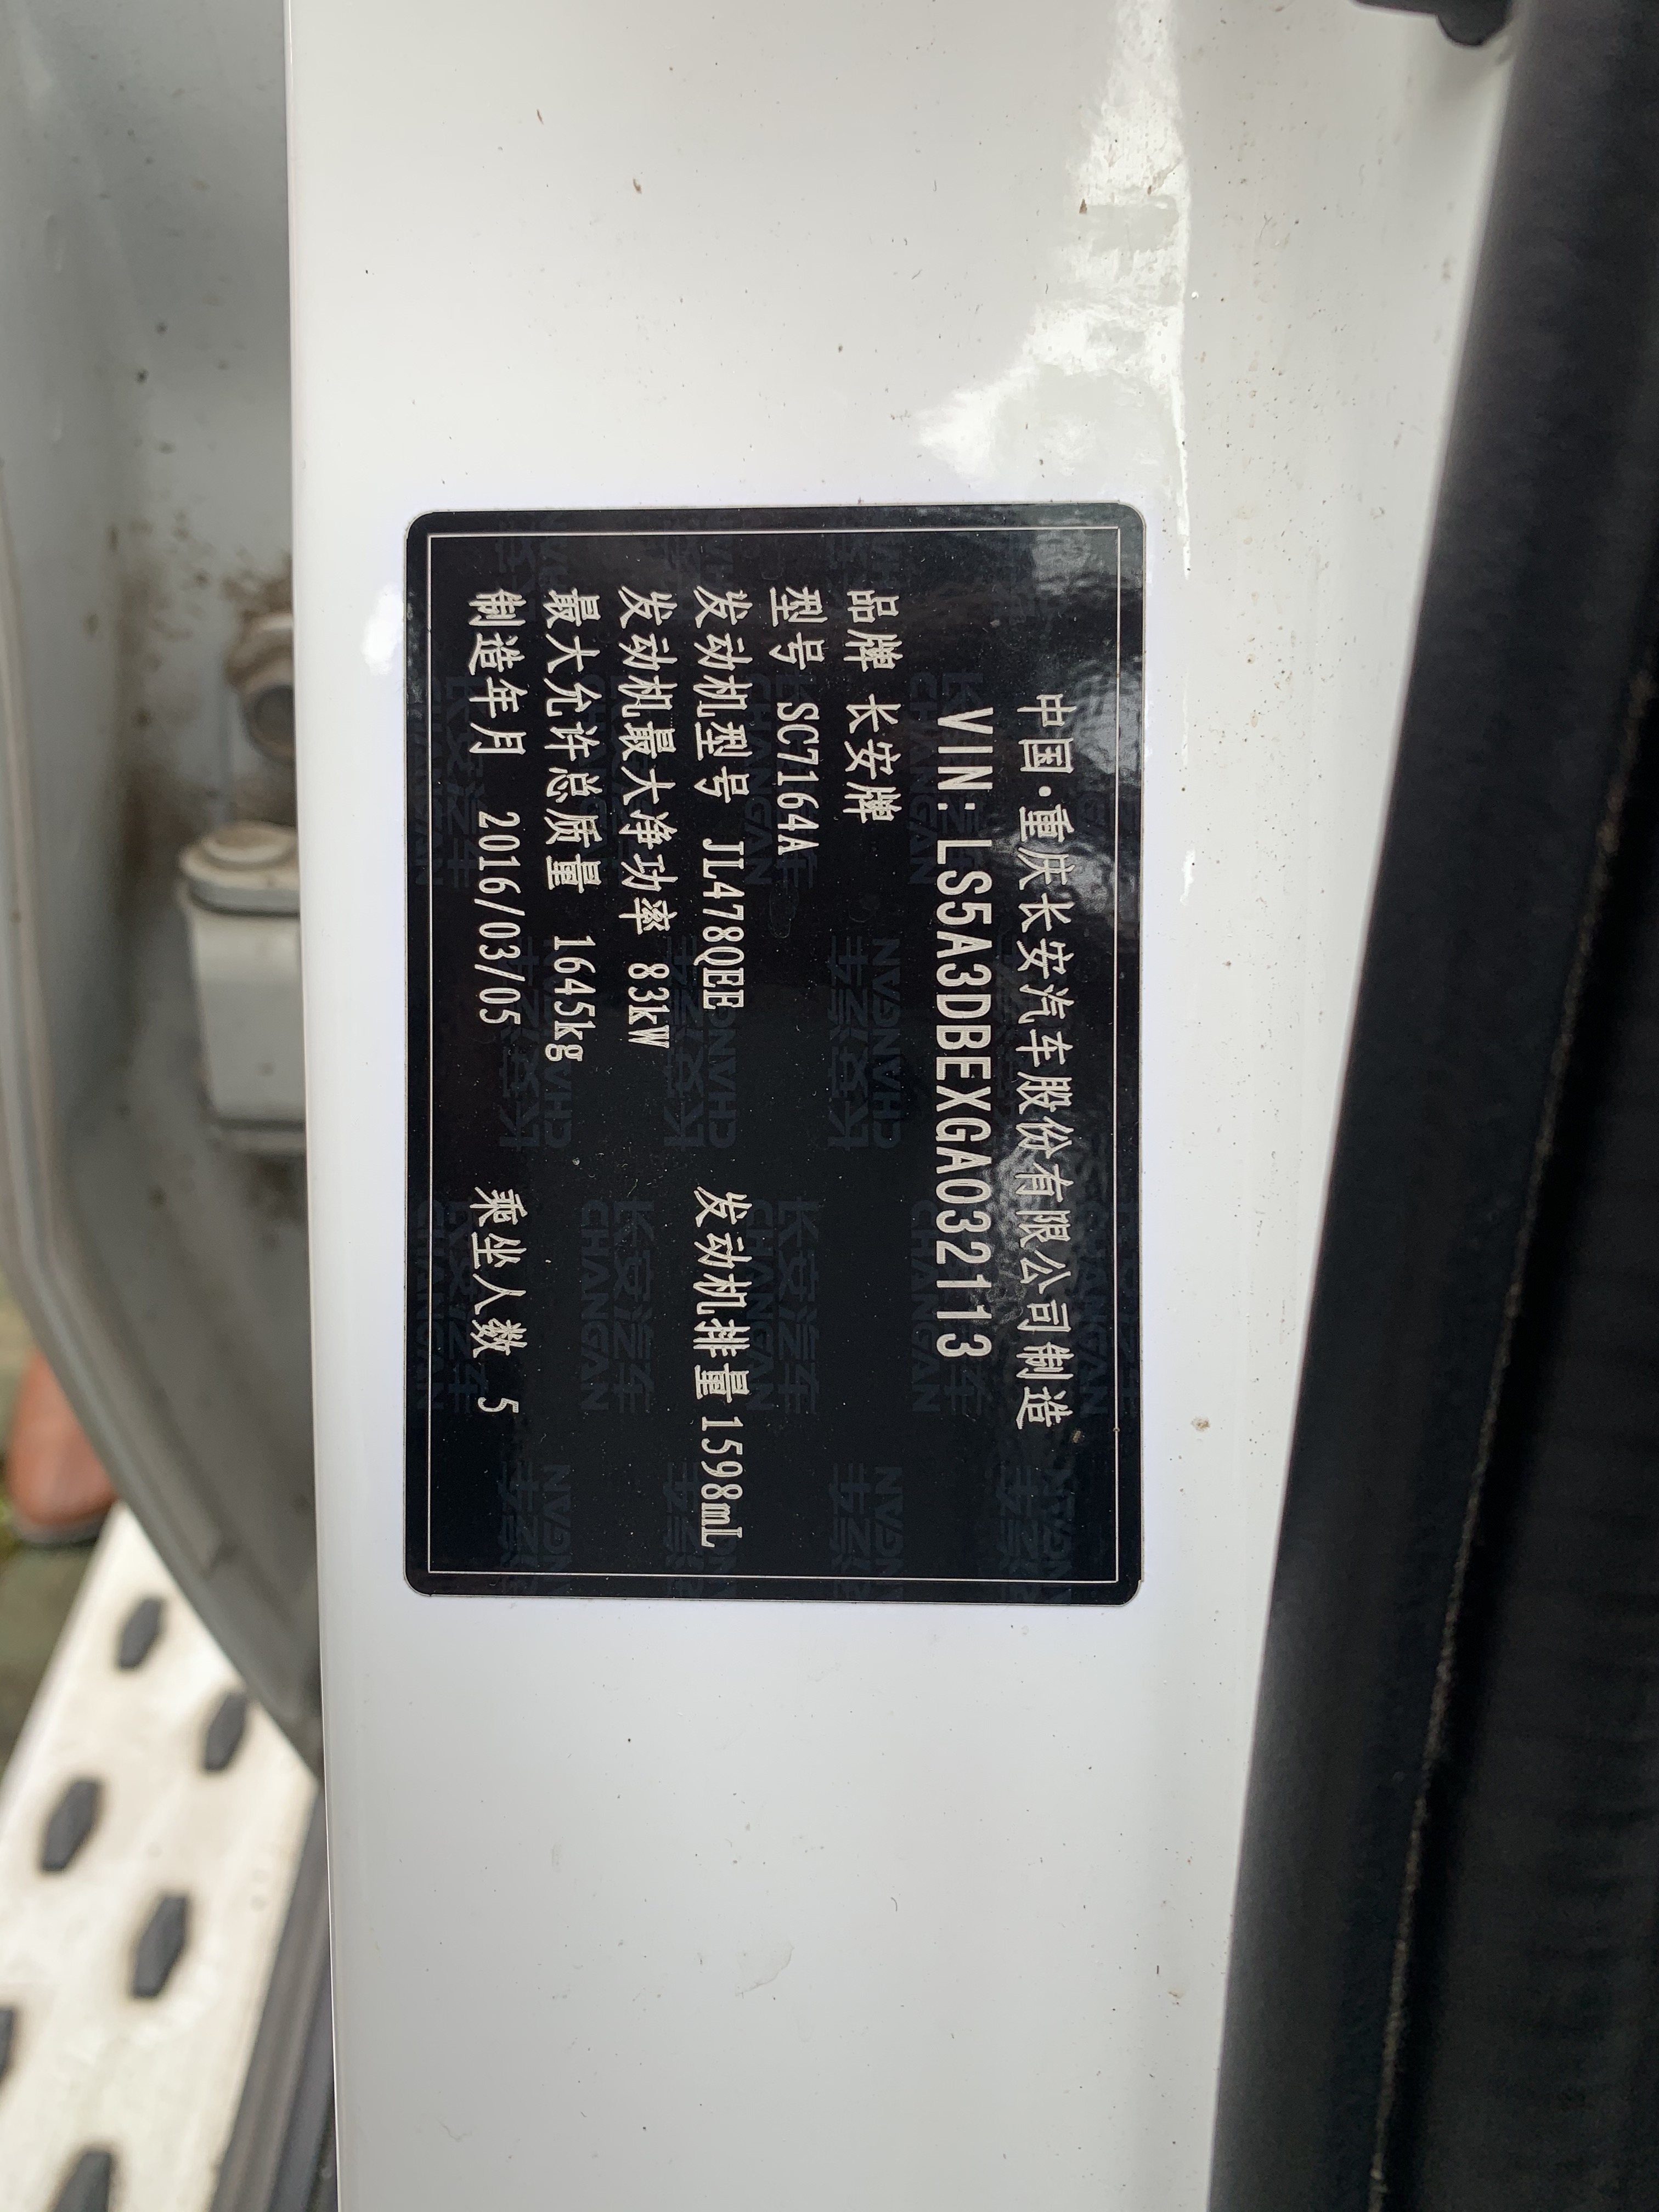 中国·重庆长安汽车股份有限公司制造
VIN: LS5A3DBEXGA032113
品牌 长安牌
型号 SC7164A
发动机型号 JL478QEE 发动机排量 1598mL
发动机最大净功率 83kW
最大允许总质量 1645kg
制造年月 2016/03/05 乘坐人数 5